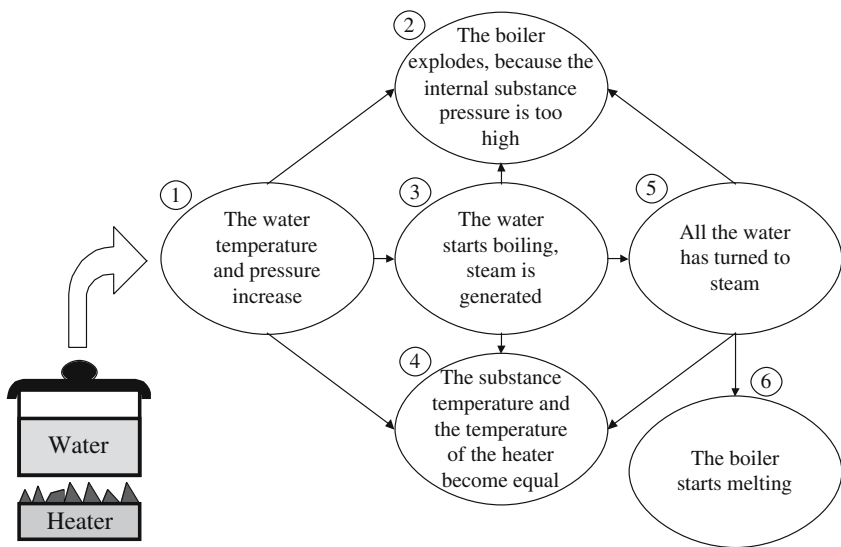 2
The boiler
explodes, because the
internal substance
pressure is too
high
1
The water
temperature
and pressure
increase
3
The water
starts boiling,
steam is
generated
5
All the water
has turned to
steam
4
The substance
temperature and
the temperature
of the heater
become equal
6
The boiler
starts melting
Water
Heater